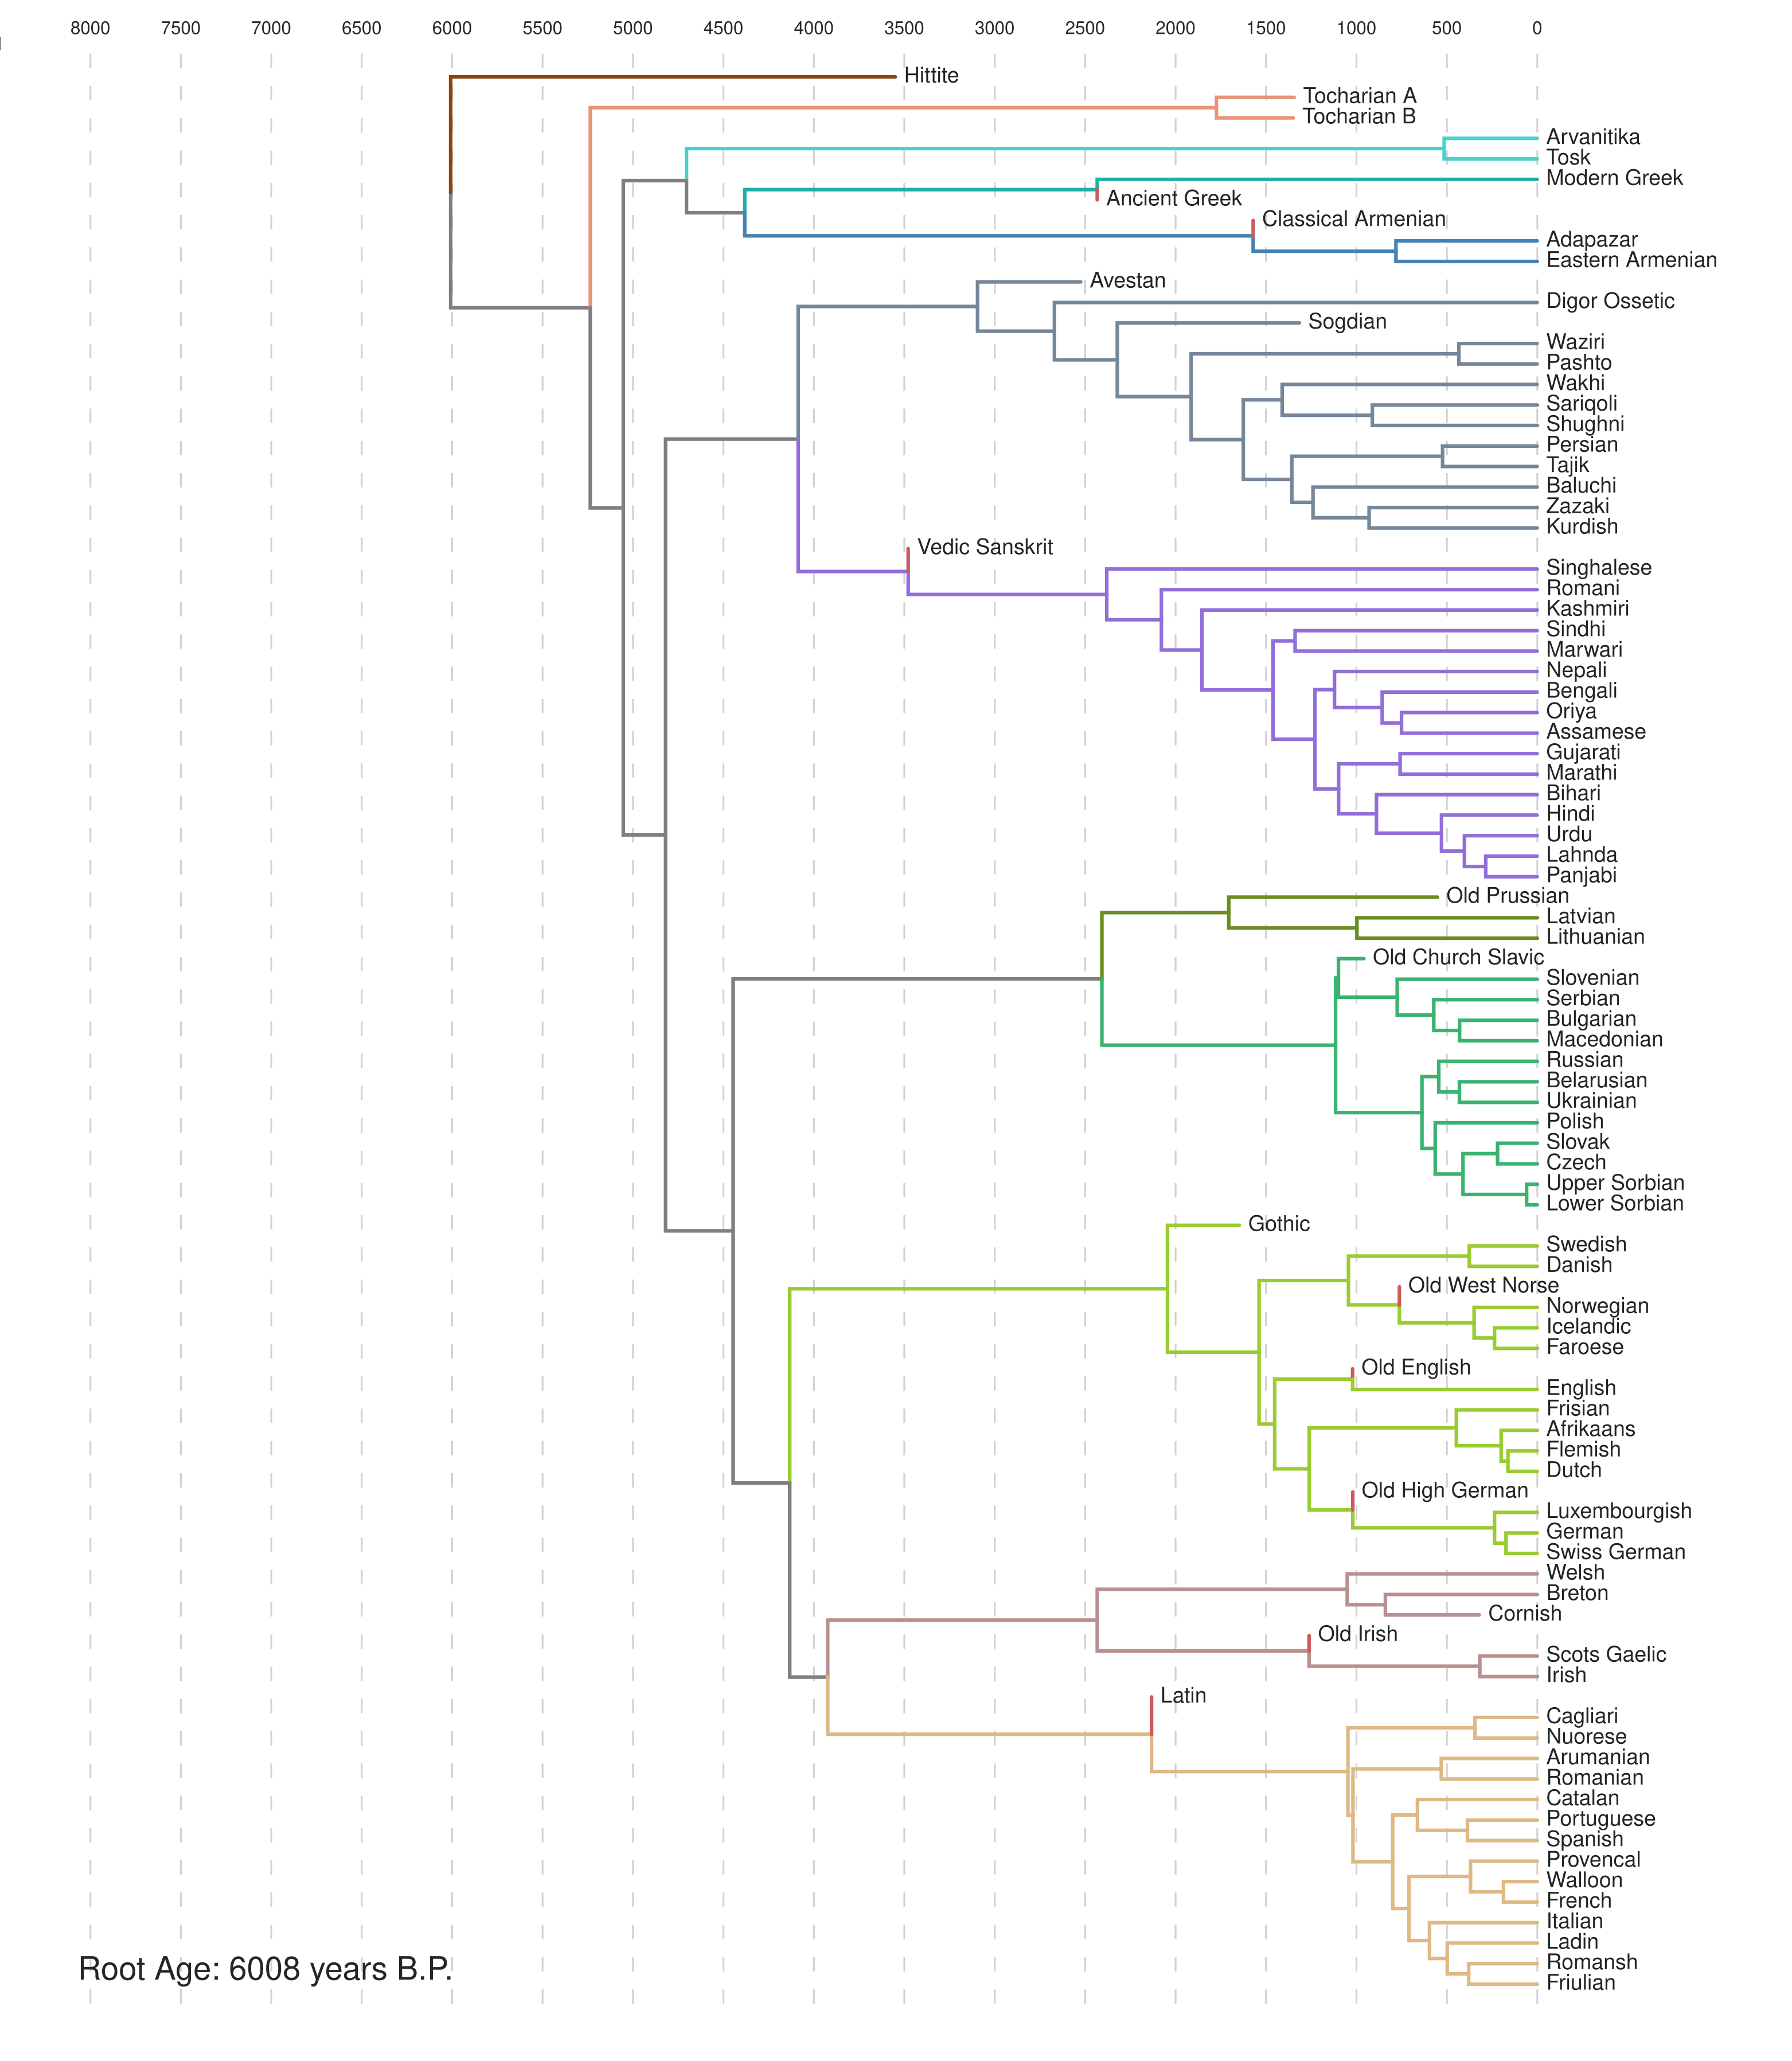 8000 7500 7000 6500 6000 5500 5000 4500 4000 3500 3000 2500 2000 1500 1000 500 0
Hittite
Tocharian A
Tocharian B
Arvanitika
Tosk
Modern Greek
Ancient Greek
Classical Armenian
Adapazar
Eastern Armenian
Avestan
Digor Ossetic
Sogdian
Waziri
Pashto
Wakhi
Sariqoli
Shughni
Persian
Tajik
Baluchi
Zazaki
Kurdish
Vedic Sanskrit
Singhalese
Romani
Kashmiri
Sindhi
Marwari
Nepali
Bengali
Oriya
Assamese
Gujarati
Marathi
Bihari
Hindi
Urdu
Lahnda
Panjabi
Old Prussian
Latvian
Lithuanian
Old Church Slavic
Slovenian
Serbian
Bulgarian
Macedonian
Russian
Belarusian
Ukrainian
Polish
Slovak
Czech
Upper Sorbian
Lower Sorbian
Gothic
Swedish
Danish
Old West Norse
Norwegian
Icelandic
Faroese
Old English
English
Frisian
Afrikaans
Flemish
Dutch
Old High German
Luxembourgish
German
Swiss German
Welsh
Breton
Cornish
Old Irish
Scots Gaelic
Irish
Latin
Cagliari
Nuorese
Arumanian
Romanian
Catalan
Portuguese
Spanish
Provencal
Walloon
French
Italian
Ladin
Romansh
Friulian
Root Age: 6008 years B.P.